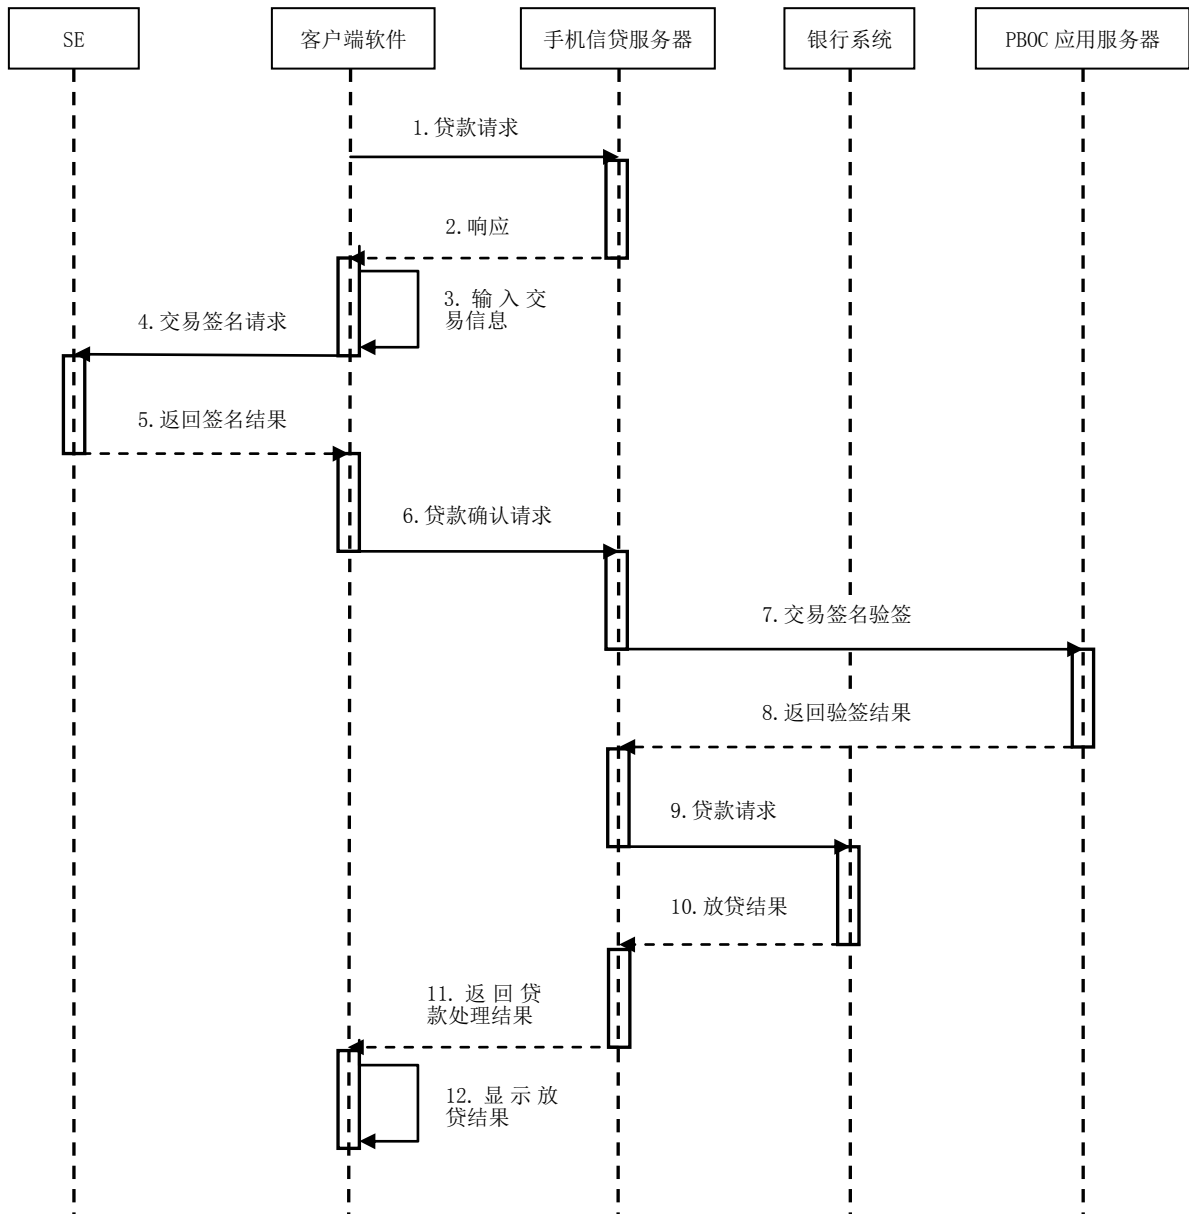 SE
客户端软件
手机信贷服务器
银行系统
PBOC 应用服务器
1.贷款请求
2.响应
3. 输 入 交
易信息
4.交易签名请求
5.返回签名结果
6.贷款确认请求
7.交易签名验签
8.返回验签结果
9.贷款请求
10.放贷结果
11. 返 回 贷
款处理结果
12. 显 示 放
贷结果